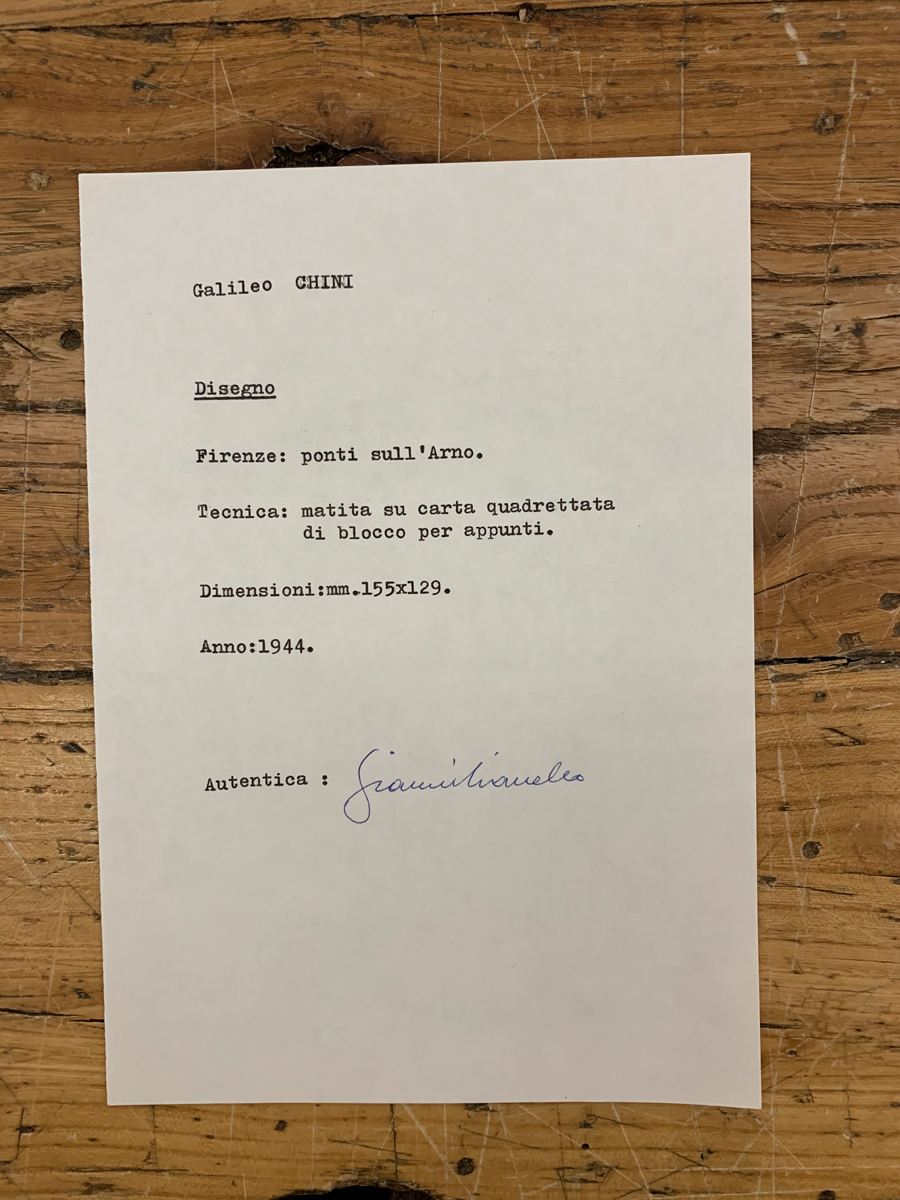 Galileo CHINI
Disegno
Firenze: ponti sull'Arno.
Tecnica: matita su carta quadrettata
di blocco per appunti.
Dimensioni:mm.155x129.
Anno:1944.
Autentica :